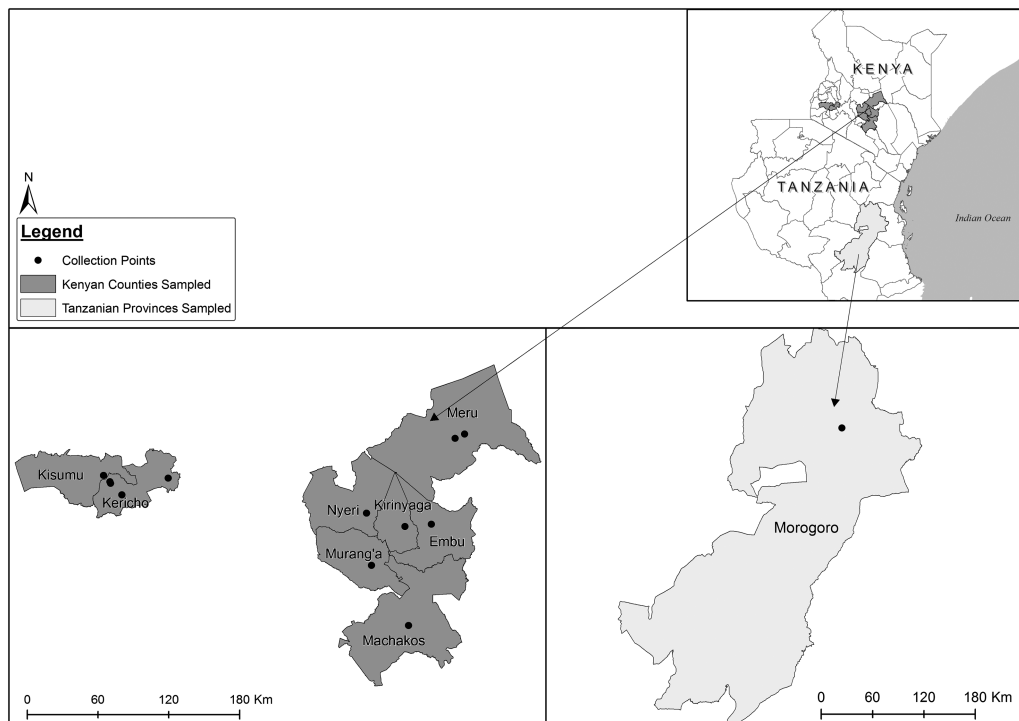 KENYA
TANZANIA
Indian Ocean
N
Legend
Collection Points
Kenyan Counties Sampled
Tanzanian Provinces Sampled
Meru
Kisumu
Kericho
Nyeri
Kirinyaga
Embu
Murang'a
Machakos
0 60 120 180 Km
Morogoro
0 60 120 180 Km